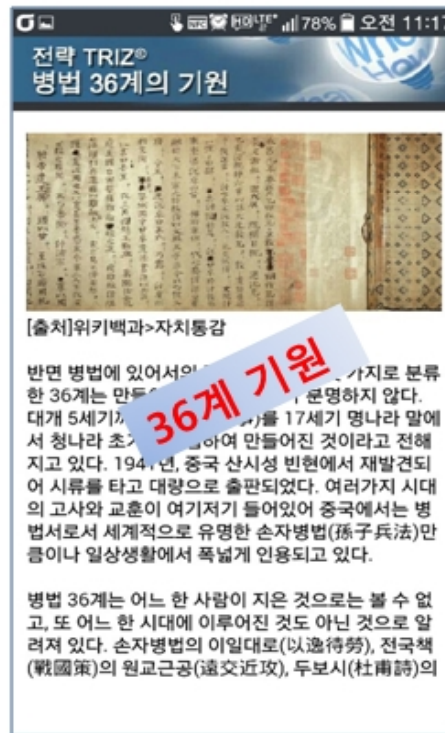 78% 오전 11:17
전략 TRIZ®
병법 36계의 기원
[출처]위키백과>자치통감
36계 기원
반면 병법에 있어서의 가지로 분류
한 36계는 분명하지 않다.
대개 5세기 17세기 명나라 말에
서 청나라 만들어진 것이라고 전해
지고 있다. 1941년, 중국 산시성 빈현에서 재발견되
어 시류를 타고 대량으로 출판되었다. 여러가지 시대
의 고사와 교훈이 여기저기 들어있어 중국에서는 병
법서로서 세계적으로 유명한 손자병법(孫子兵法)만
큼이나 일상생활에서 폭넓게 인용되고 있다.
병법 36계는 어느 한 사람이 지은 것으로는 볼 수 없
고, 또 어느 한 시대에 이루어진 것도 아닌 것으로 알
려져 있다. 손자병법의 이일대로(以逸待勞), 전국책
(戰國策)의 원교근공(遠交近攻), 두보시(杜甫詩)의